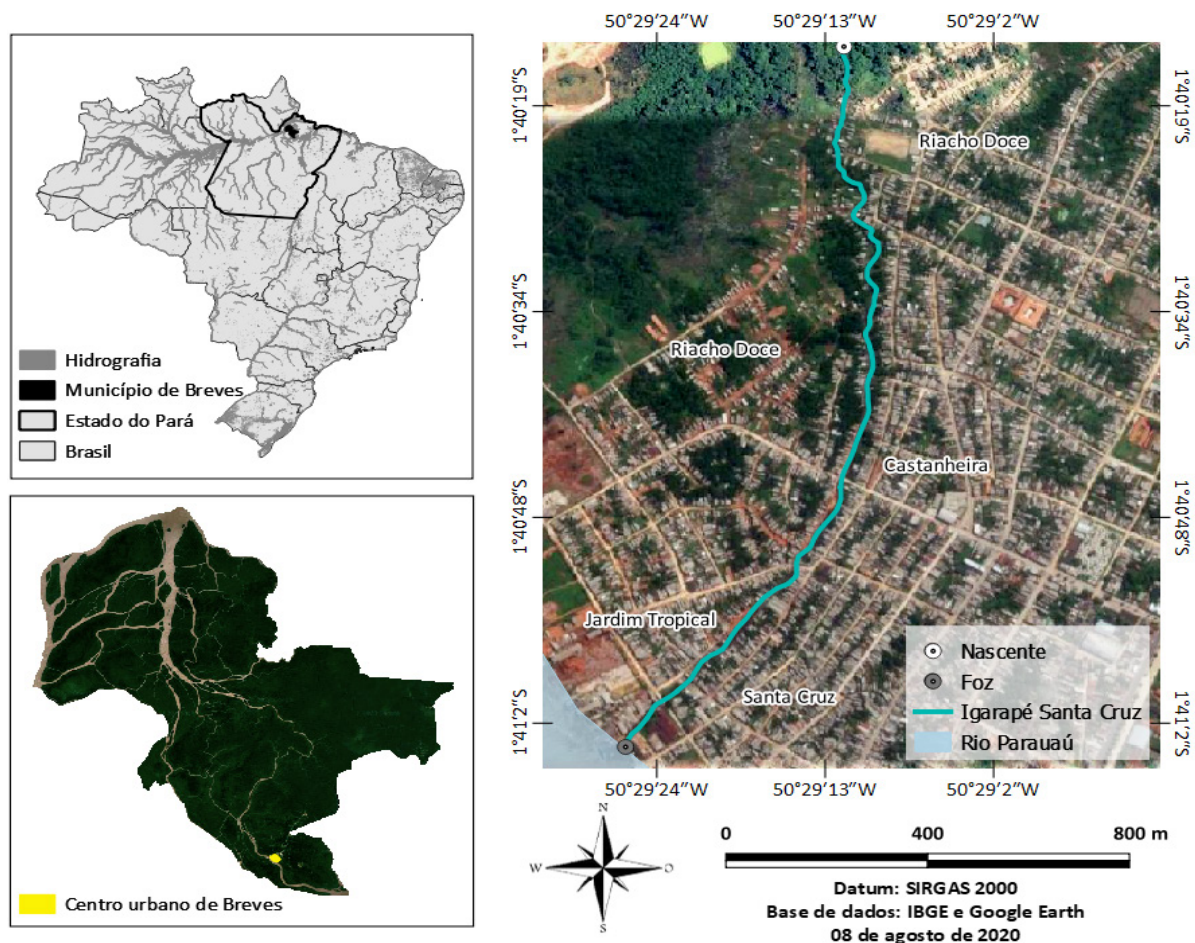 Hidrografia
Município de Breves
Estado do Pará
Brasil
Centro urbano de Breves
50°29′24″W 50°29′13″W 50°29′2″W
1°40′19″S 1°40′19″S
1°40′34″S 1°40′34″S
1°40′48″S 1°40′48″S
1°41′2″S 1°41′2″S
Riacho Doce
Riacho Doce
Castanheira
Jardim Tropical
Santa Cruz
Nascente
Foz
Igarapé Santa Cruz
Rio Parauaú
50°29′24″W 50°29′13″W 50°29′2″W
N
W O
S
0 400 800 m
Datum: SIRGAS 2000
Base de dados: IBGE e Google Earth
08 de agosto de 2020